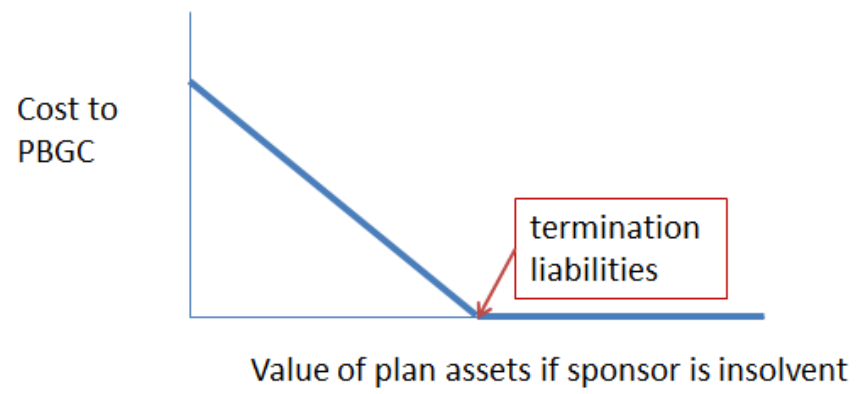 Cost to
PBGC
termination
liabilities
Value of plan assets if sponsor is insolvent